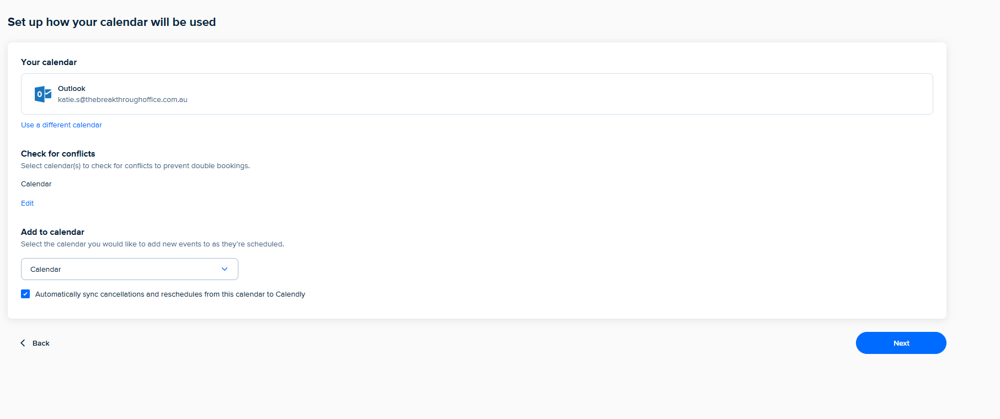 Set up how your calendar will be used
Your calendar
Outlook
katie.s@thebreakthroughoffice.com.au
Use a different calendar
Check for conflicts
Select calendar(s) to check for conflicts to prevent double bookings.
Calendar
Edit
Add to calendar
Select the calendar you would like to add new events to as they're scheduled.
Calendar
Automatically sync cancellations and reschedules from this calendar to Calendly
Back
Next